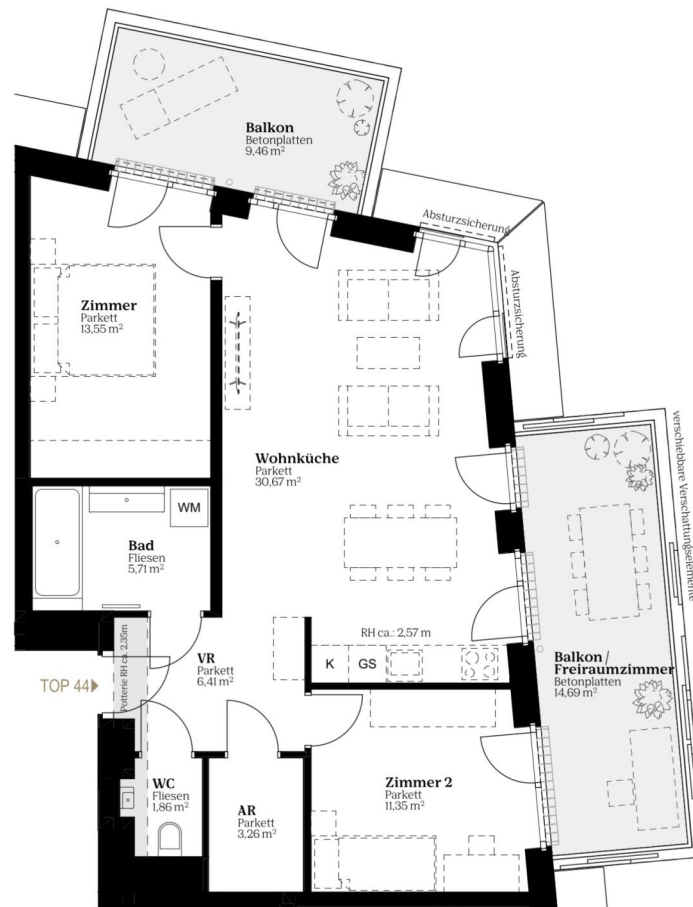 Balkon
Betonplatten
9,46 m²
Absturzsicherung
Absturzsicherung
Zimmer
Parkett
13,55 m²
verschiebbare Verschattungselemente
Wohnküche
Parkett
30,67 m²
WM
Bad
Fliesen
5,71 m²
RH ca.: 2,57 m
K
GS
Balkon/
Freiraumzimmer
Betonplatten
14,69 m²
TOP 44
Potterie RH ca. 2.35m
VR
Parkett
6,41 m²
WC
Fliesen
1,86 m²
AR
Parkett
3,26 m²
Zimmer 2
Parkett
11,35 m²